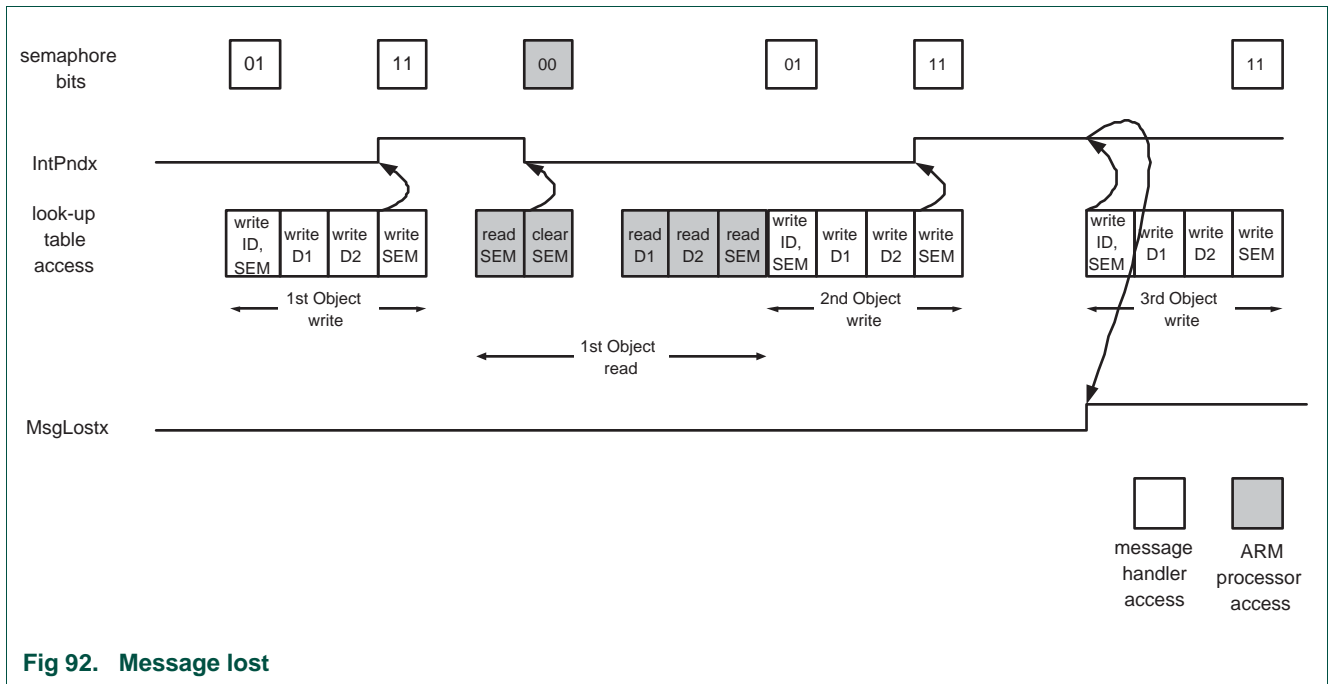 semaphore
bits
01
11
00
01
11
11
IntPndx
look-up
table
access
write
ID,
SEM
write
D1
write
D2
write
SEM
read
SEM
clear
SEM
read
D1
read
D2
read
SEM
write
ID,
SEM
write
D1
write
D2
write
SEM
write
ID,
SEM
write
D1
write
D2
write
SEM
1st Object
write
2nd Object
write
3rd Object
write
1st Object
read
MsgLostx
message
handler
access
ARM
processor
access
Fig 92. Message lost